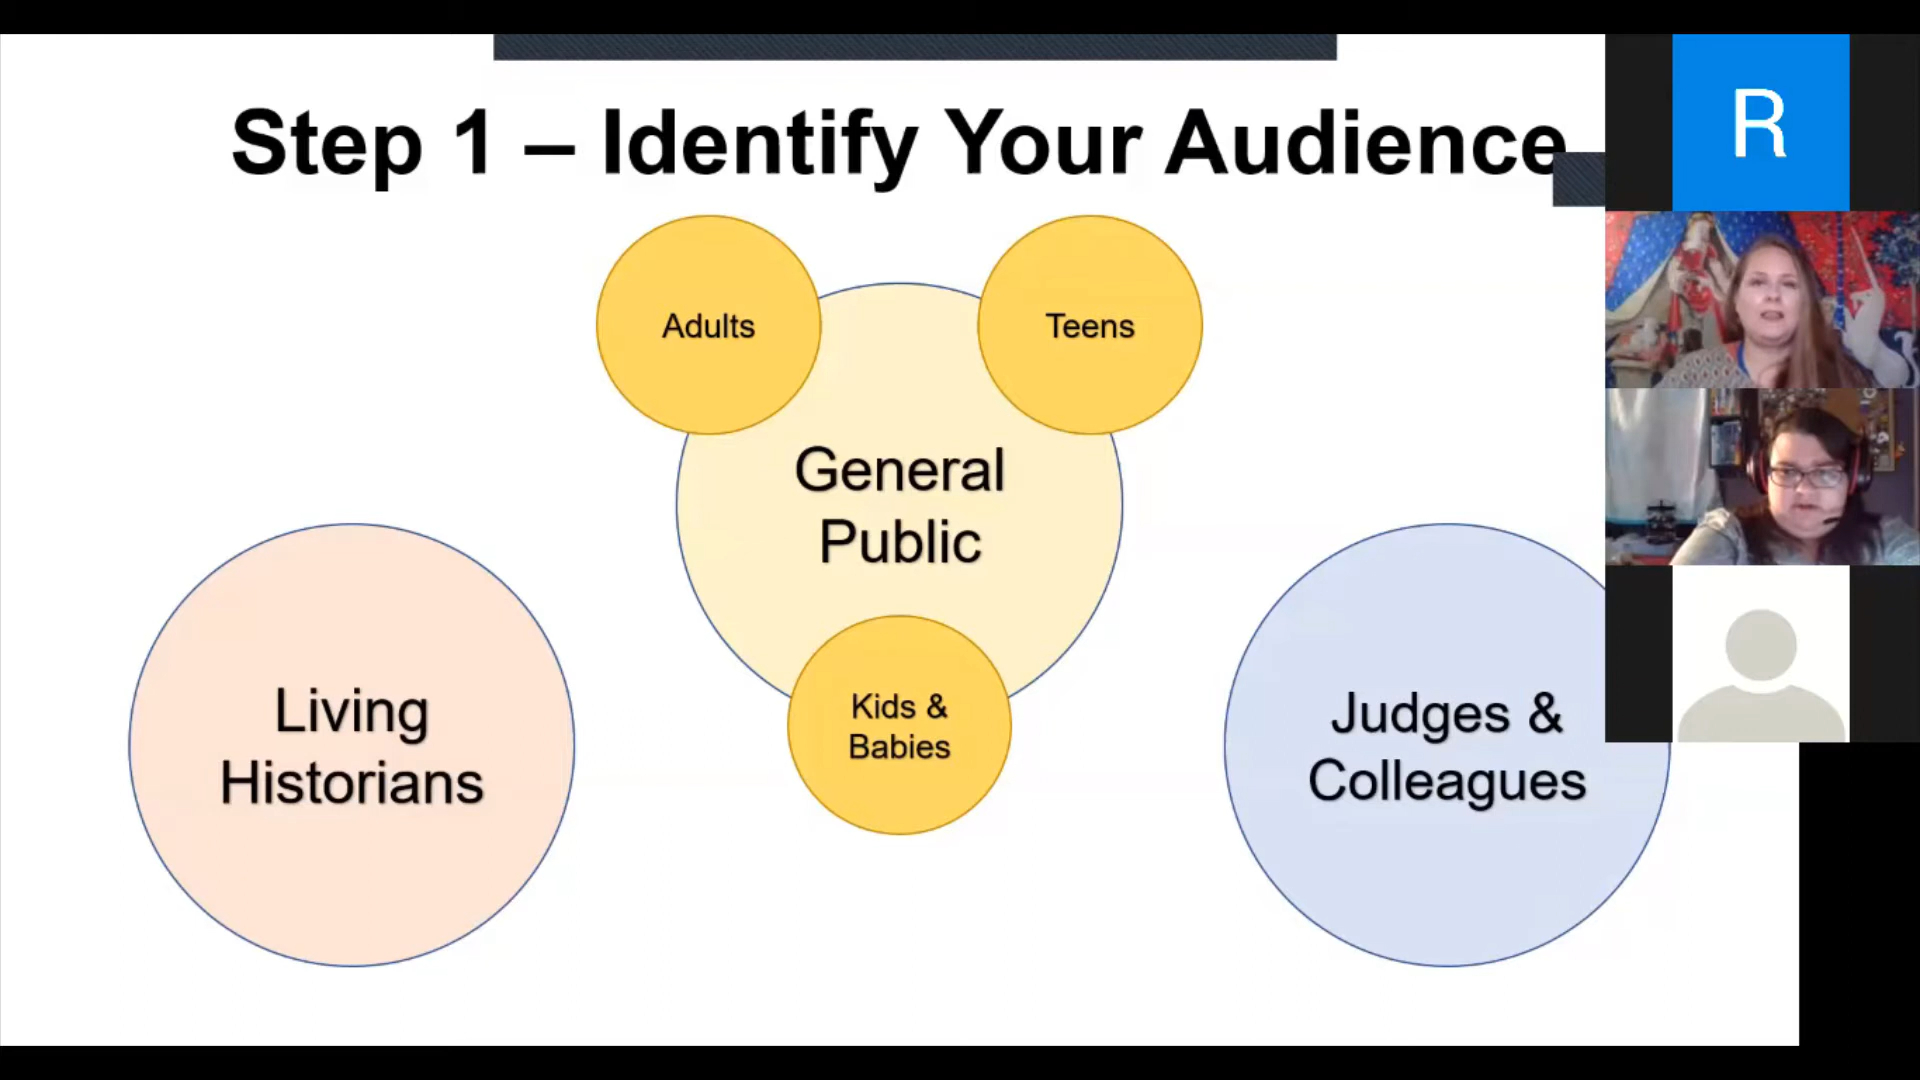 Step 1 – Identify Your Audience
R
Adults
Teens
General
Public
Kids &
Babies
Living
Historians
Judges &
Colleagues